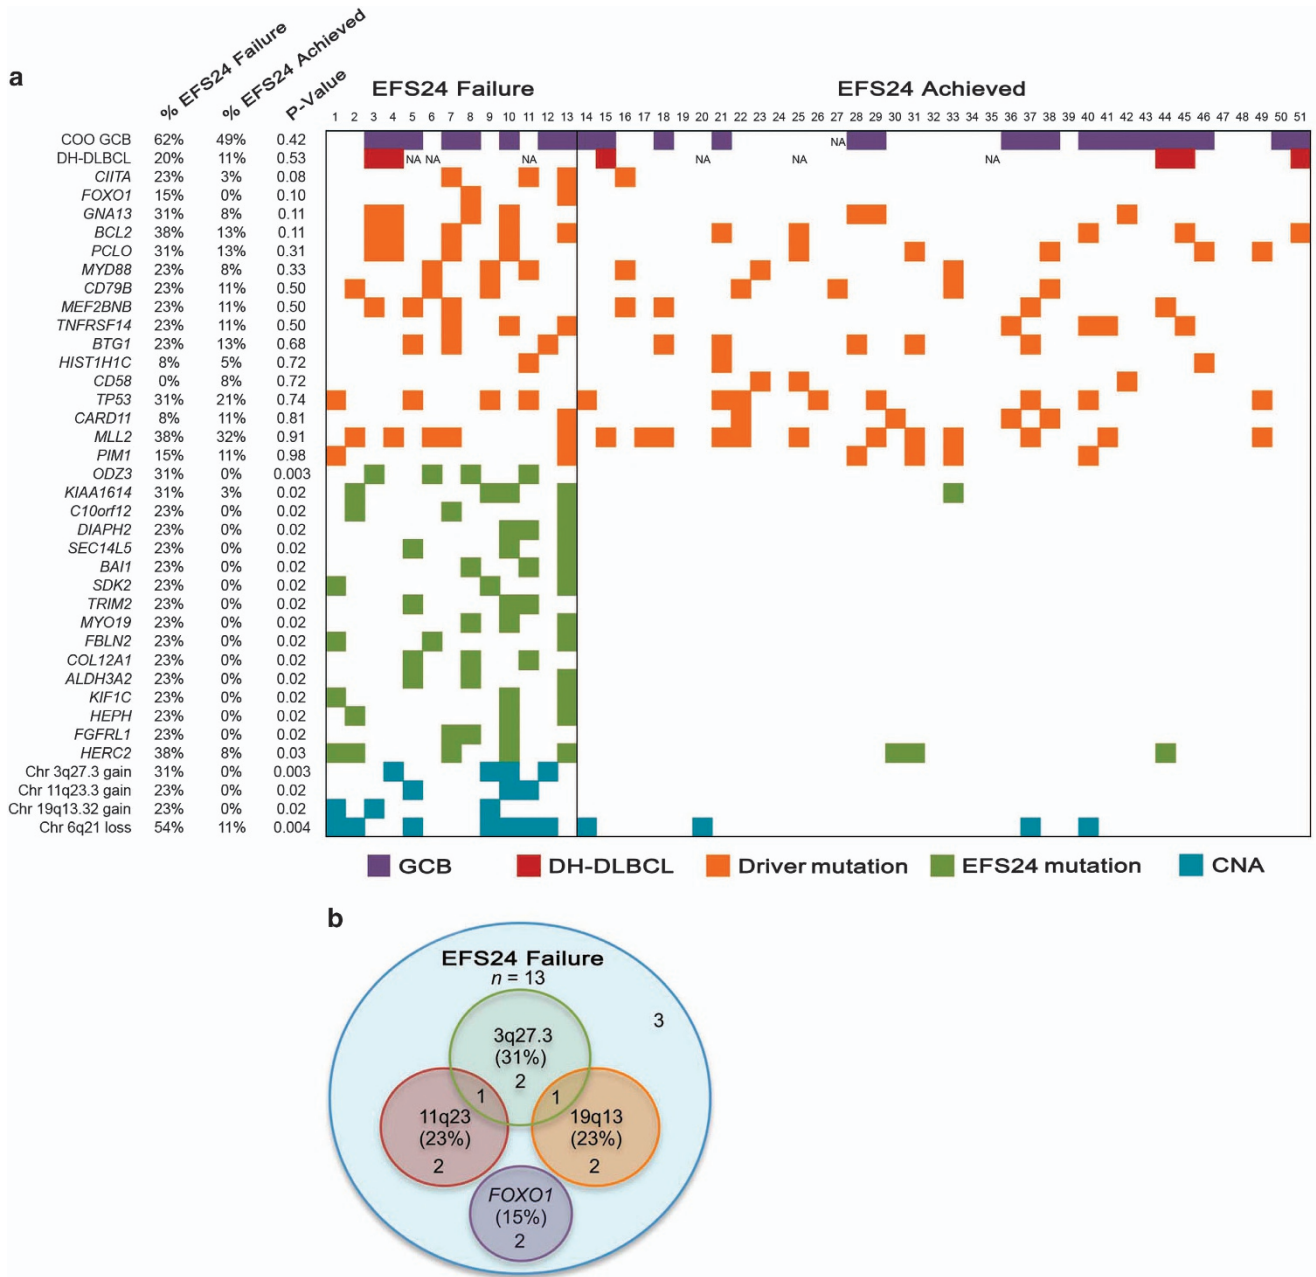 a
% EFS24 Failure
% EFS24 Achieved
P-Value
EFS24 Failure
EFS24 Achieved
1 2 3 4 5 6 7 8 9 10 11 12 13 14 15 16 17 18 19 20 21 22 23 24 25 26 27 28 29 30 31 32 33 34 35 36 37 38 39 40 41 42 43 44 45 46 47 48 49 50 51
COO GCB 62% 49% 0.42 NA
DH-DLBCL 20% 11% 0.53 NA NA NA NA NA NA
CIITA 23% 3% 0.08
FOXO1 15% 0% 0.10
GNA13 31% 8% 0.11
BCL2 38% 13% 0.11
PCLO 31% 13% 0.31
MYD88 23% 8% 0.33
CD79B 23% 11% 0.50
MEF2BNB 23% 11% 0.50
TNFRSF14 23% 11% 0.50
BTG1 23% 13% 0.68
HIST1H1C 8% 5% 0.72
CD58 0% 8% 0.72
TP53 31% 21% 0.74
CARD11 8% 11% 0.81
MLL2 38% 32% 0.91
PIM1 15% 11% 0.98
ODZ3 31% 0% 0.003
KIAA1614 31% 3% 0.02
C10orf12 23% 0% 0.02
DIAPH2 23% 0% 0.02
SEC14L5 23% 0% 0.02
BAI1 23% 0% 0.02
SDK2 23% 0% 0.02
TRIM2 23% 0% 0.02
MYO19 23% 0% 0.02
FBLN2 23% 0% 0.02
COL12A1 23% 0% 0.02
ALDH3A2 23% 0% 0.02
KIF1C 23% 0% 0.02
HEPH 23% 0% 0.02
FGFRL1 23% 0% 0.02
HERC2 38% 8% 0.03
Chr 3q27.3 gain 31% 0% 0.003
Chr 11q23.3 gain 23% 0% 0.02
Chr 19q13.32 gain 23% 0% 0.02
Chr 6q21 loss 54% 11% 0.004
GCB DH-DLBCL Driver mutation EFS24 mutation CNA
b
EFS24 Failure
n = 13
3
3q27.3
(31%)
2
1 1
11q23 19q13
(23%) (23%)
2 2
FOXO1
(15%)
2